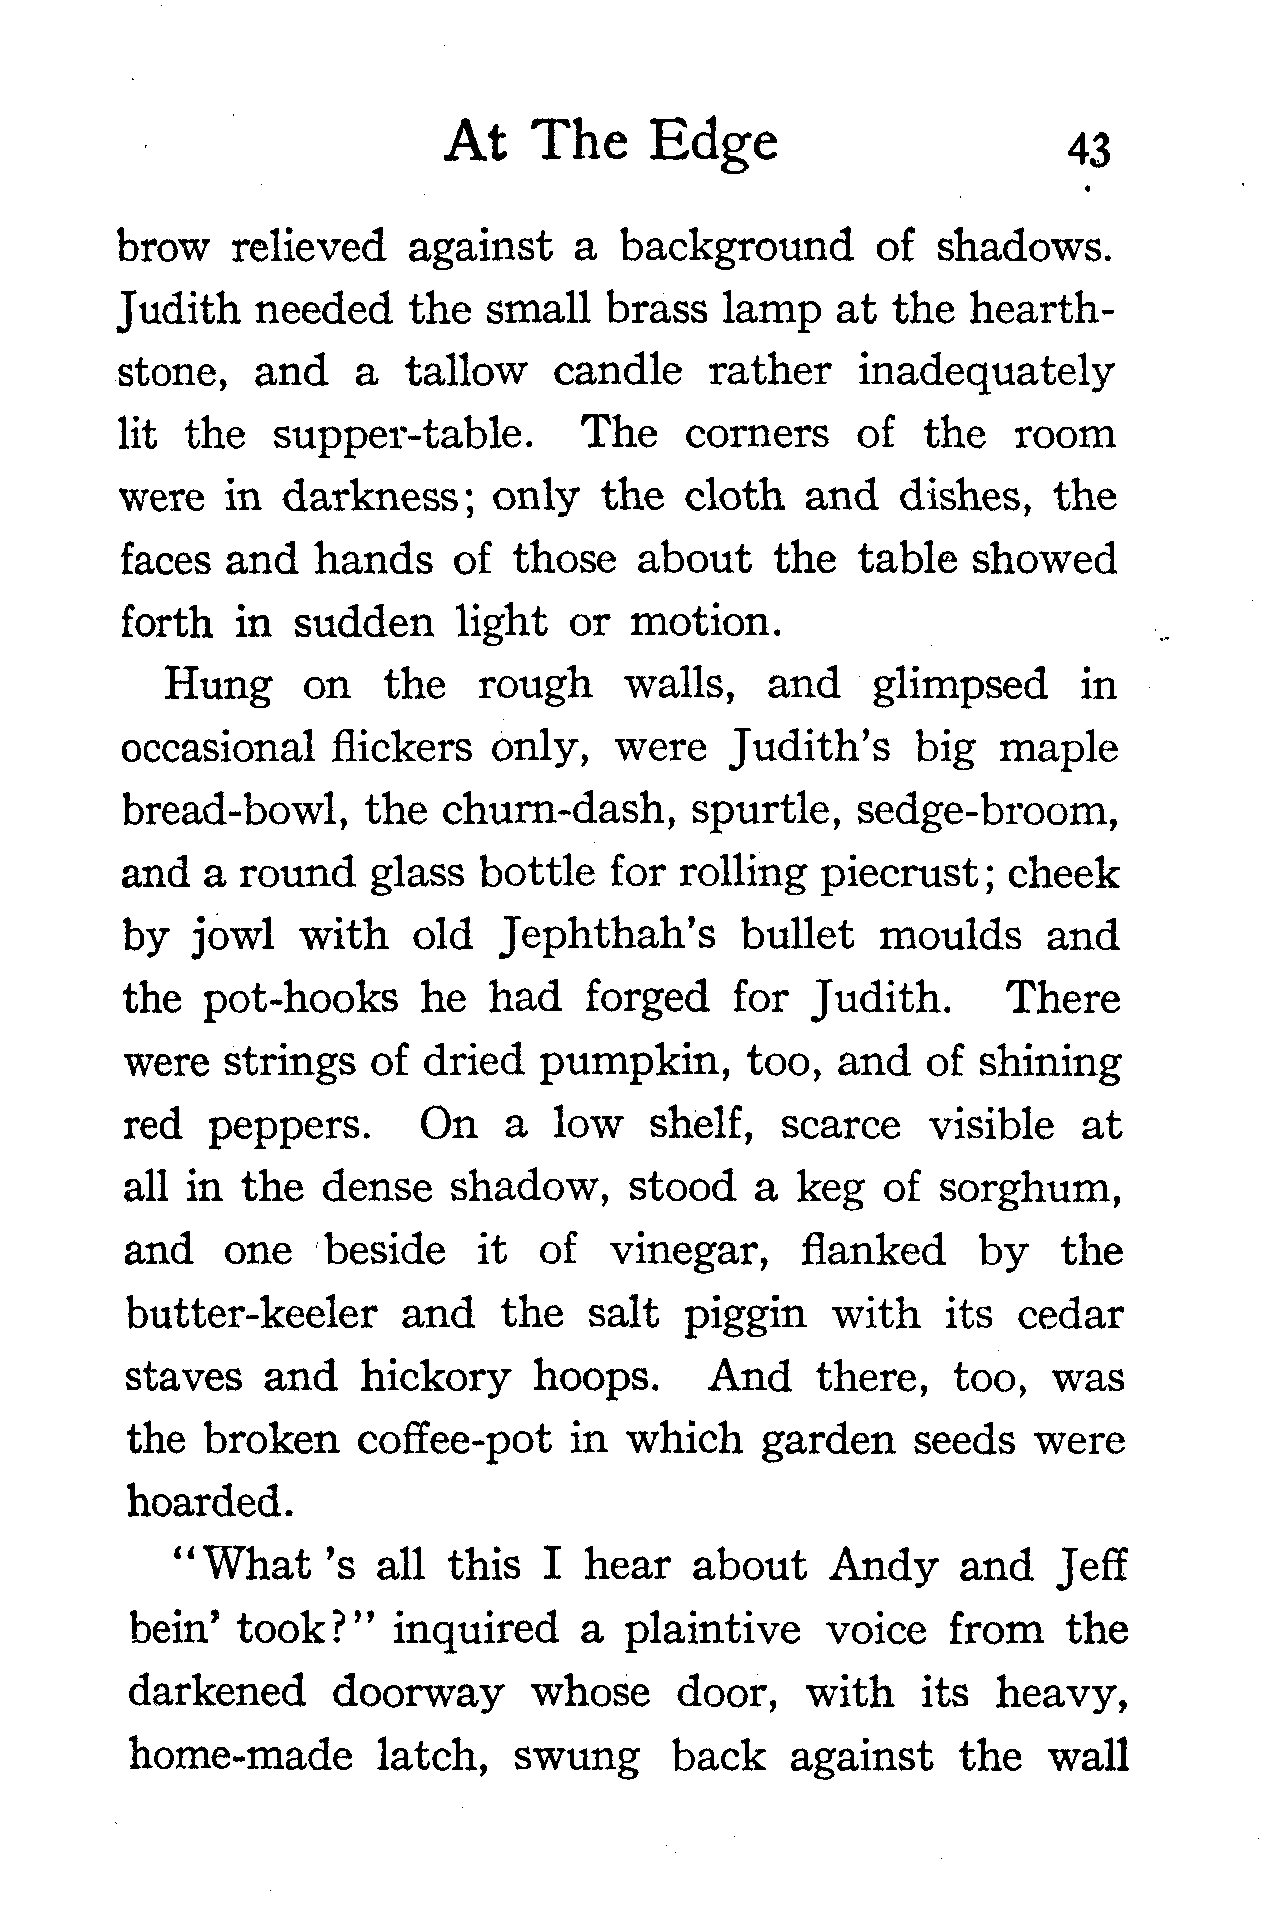 At The Edge 43
brow relieved against a background of shadows.
Judith needed the small brass lamp at the hearth-
stone, and a tallow candle rather inadequately
lit the supper-table. The corners of the room
were in darkness; only the cloth and dishes, the
faces and hands of those about the table showed
forth in sudden light or motion.
Hung on the rough walls, and glimpsed in
occasional flickers only, were Judith's big maple
bread-bowl, the churn-dash, spurtle, sedge-broom,
and a round glass bottle for rolling piecrust; cheek
by jowl with old Jephthah's bullet moulds and
the pot-hooks he had forged for Judith. There
were strings of dried pumpkin, too, and of shining
red peppers. On a low shelf, scarce visible at
all in the dense shadow, stood a keg of sorghum,
and one beside it of vinegar, flanked by the
butter-keeler and the salt piggin with its cedar
staves and hickory hoops. And there, too, was
the broken coffee-pot in which garden seeds were
hoarded.
"What 's all this I hear about Andy and Jeff
bein' took?" inquired a plaintive voice from the
darkened doorway whose door, with its heavy,
home-made latch, swung back against the wall